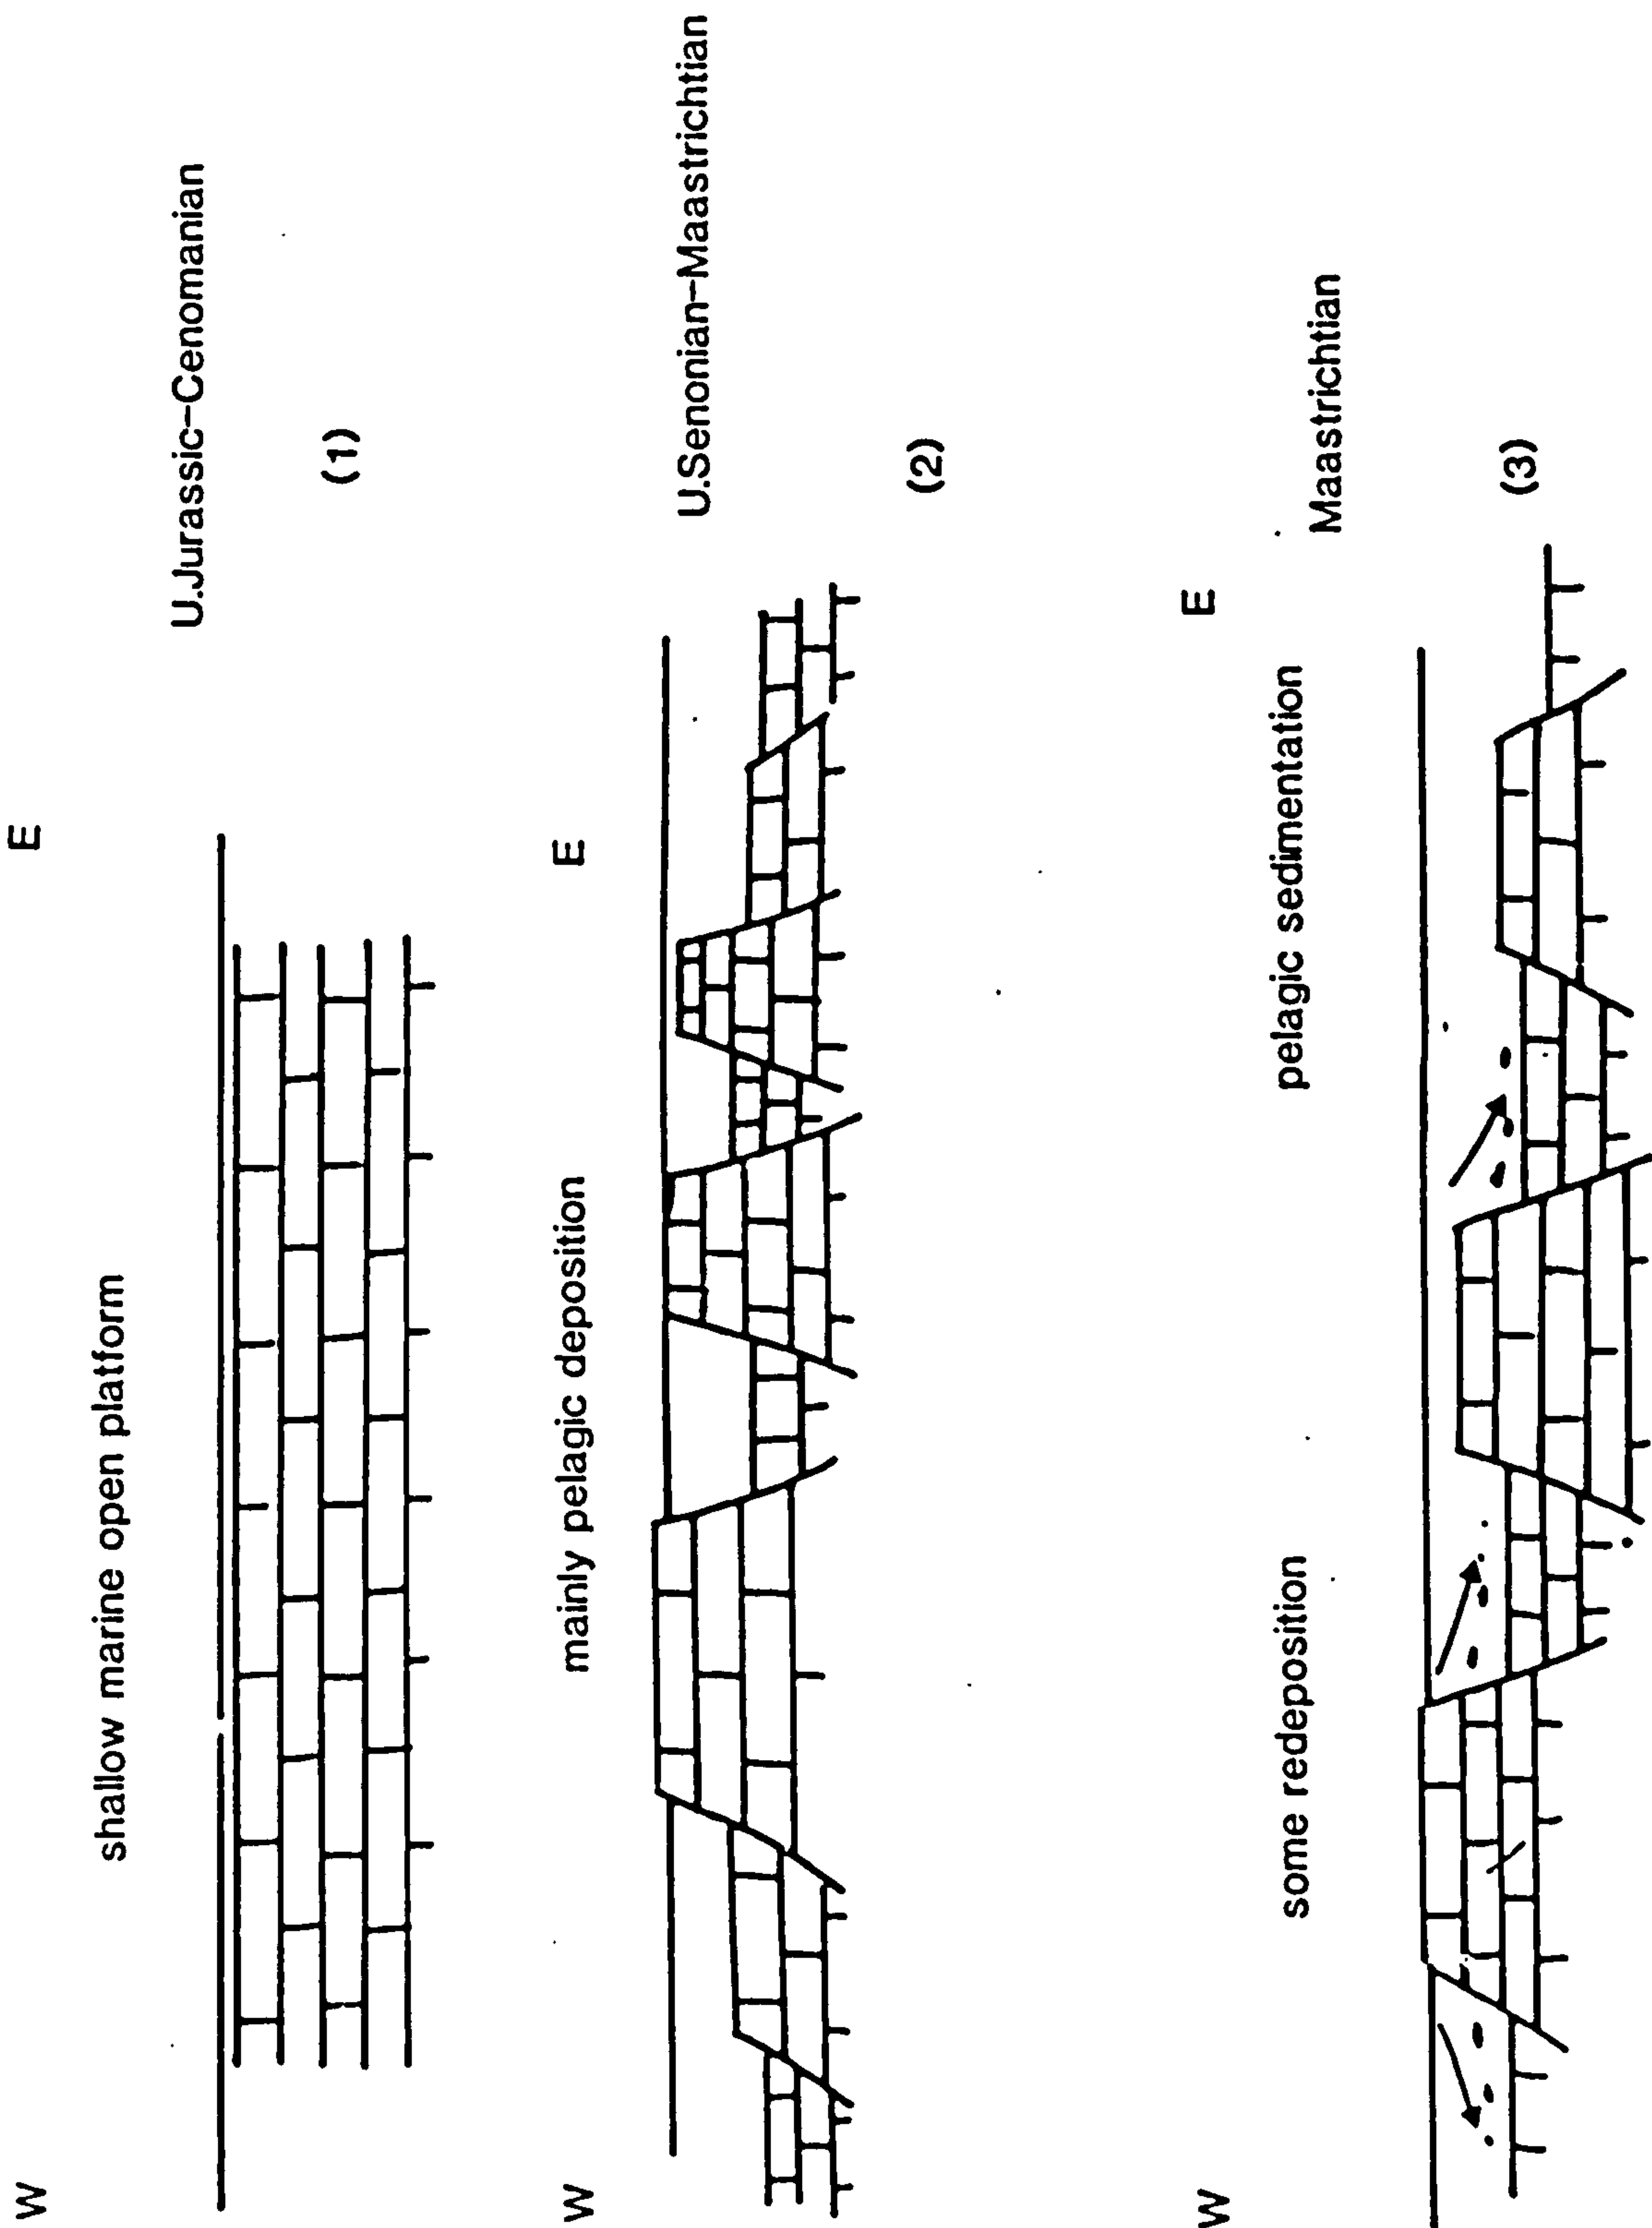 W E
shallow marine open platform
U.Jurassic-Cenomanian
(1)
W E
mainly pelagic deposition
U.Senonian-Maastrichtian
(2)
W E
some redeposition pelagic sedimentation
Maastrichtian
(3)